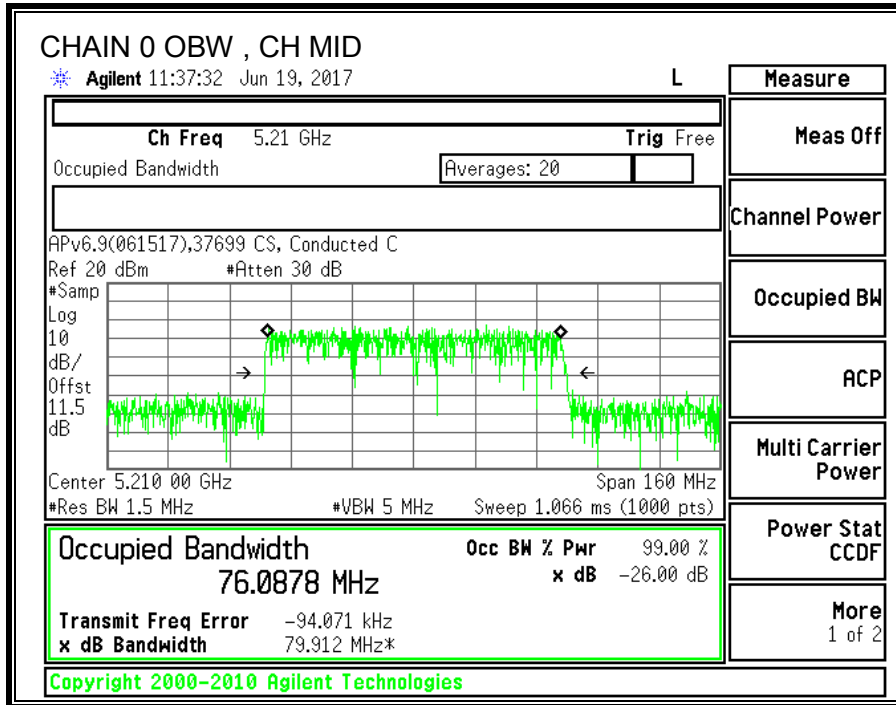 CHAIN 0 OBW , CH MID
Agilent 11:37:32 Jun 19, 2017 L
Ch Freq 5.21 GHz Trig Free
Occupied Bandwidth Averages: 20
APv6.9(061517),37699 CS, Conducted C
Ref 20 dBm #Atten 30 dB
#Samp
Log
10
dB/
Offst
11.5
dB
Center 5.210 00 GHz Span 160 MHz
#Res BW 1.5 MHz #VBW 5 MHz Sweep 1.066 ms (1000 pts)
Occupied Bandwidth Occ BW % Pwr 99.00 %
76.0878 MHz x dB -26.00 dB
Transmit Freq Error -94.071 kHz
x dB Bandwidth 79.912 MHz*
Copyright 2000-2010 Agilent Technologies
Measure
Meas Off
Channel Power
Occupied BW
ACP
Multi Carrier
Power
Power Stat
CCDF
More
1 of 2